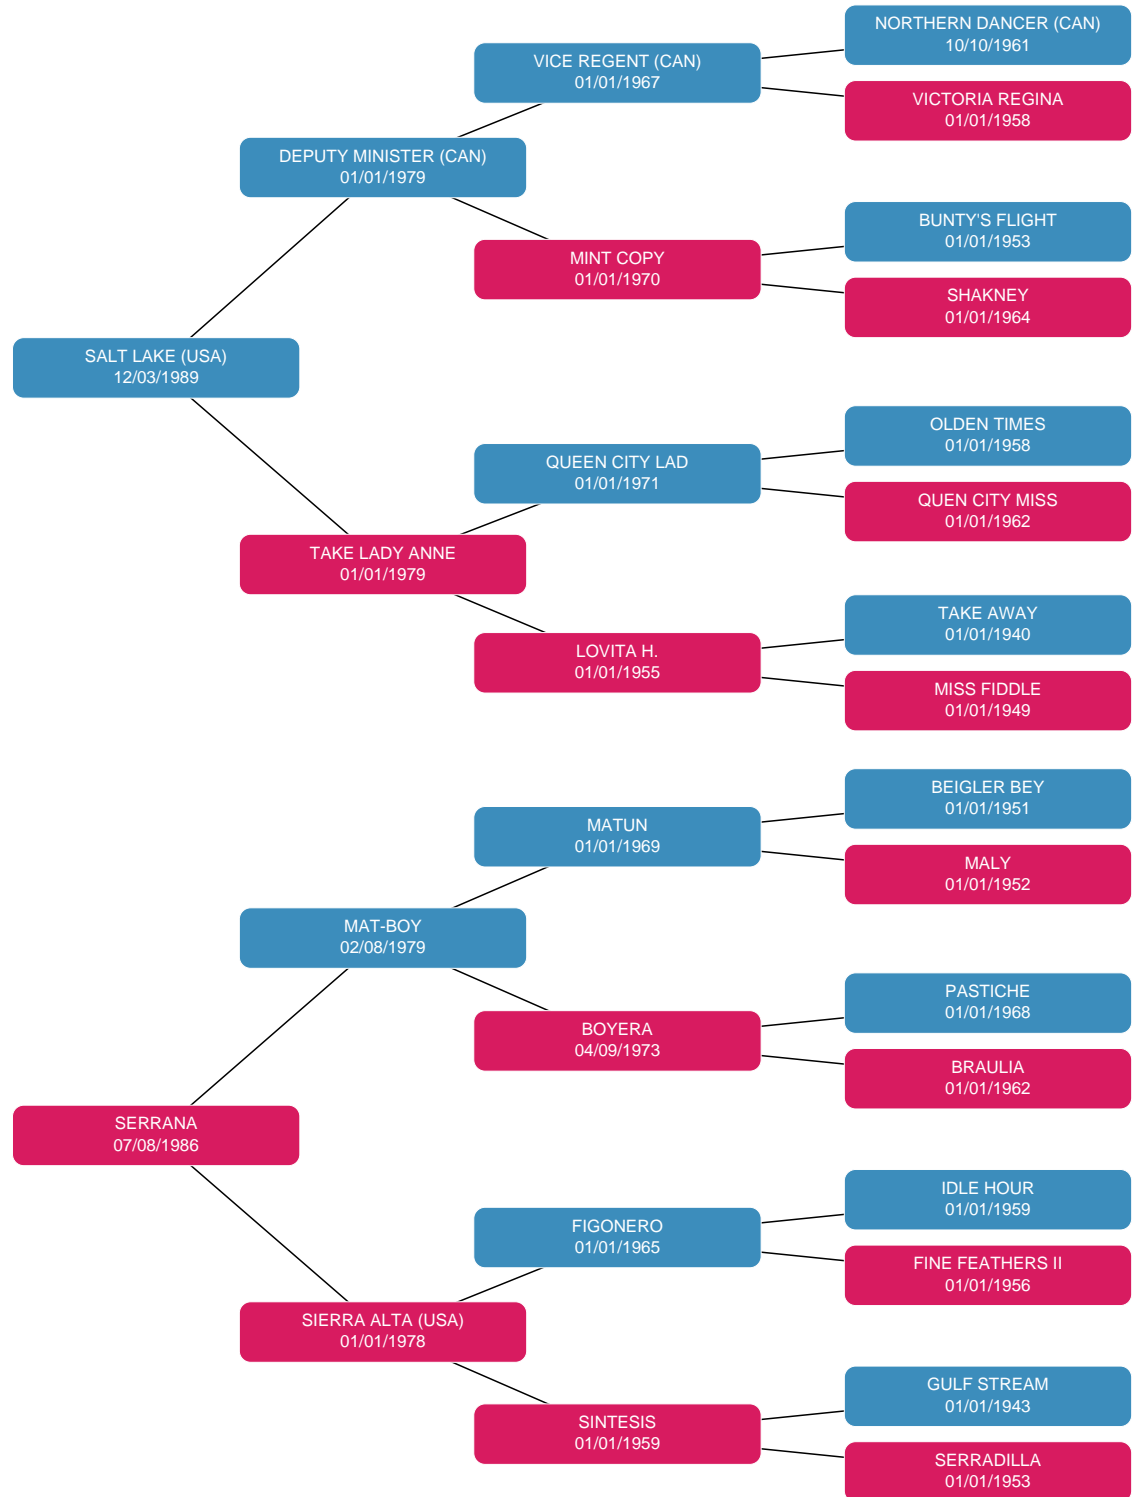 NORTHERN DANCER (CAN)
10/10/1961
VICE REGENT (CAN)
01/01/1967
VICTORIA REGINA
01/01/1958
DEPUTY MINISTER (CAN)
01/01/1979
BUNTY'S FLIGHT
01/01/1953
MINT COPY
01/01/1970
SHAKNEY
01/01/1964
SALT LAKE (USA)
12/03/1989
OLDEN TIMES
01/01/1958
QUEEN CITY LAD
01/01/1971
QUEN CITY MISS
01/01/1962
TAKE LADY ANNE
01/01/1979
TAKE AWAY
01/01/1940
LOVITA H.
01/01/1955
MISS FIDDLE
01/01/1949
BEIGLER BEY
01/01/1951
MATUN
01/01/1969
MALY
01/01/1952
MAT-BOY
02/08/1979
PASTICHE
01/01/1968
BOYERA
04/09/1973
BRAULIA
01/01/1962
SERRANA
07/08/1986
IDLE HOUR
01/01/1959
FIGONERO
01/01/1965
FINE FEATHERS II
01/01/1956
SIERRA ALTA (USA)
01/01/1978
GULF STREAM
01/01/1943
SINTESIS
01/01/1959
SERRADILLA
01/01/1953